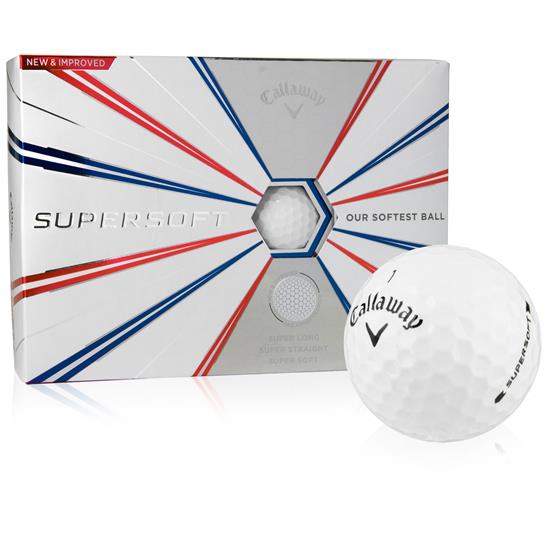 NEW & IMPROVED
Callaway
SUPERSOFT
OUR SOFTEST BALL
SUPER LONG
SUPER STRAIGHT
SUPER SOFT
1
Callaway
SUPERSOFT